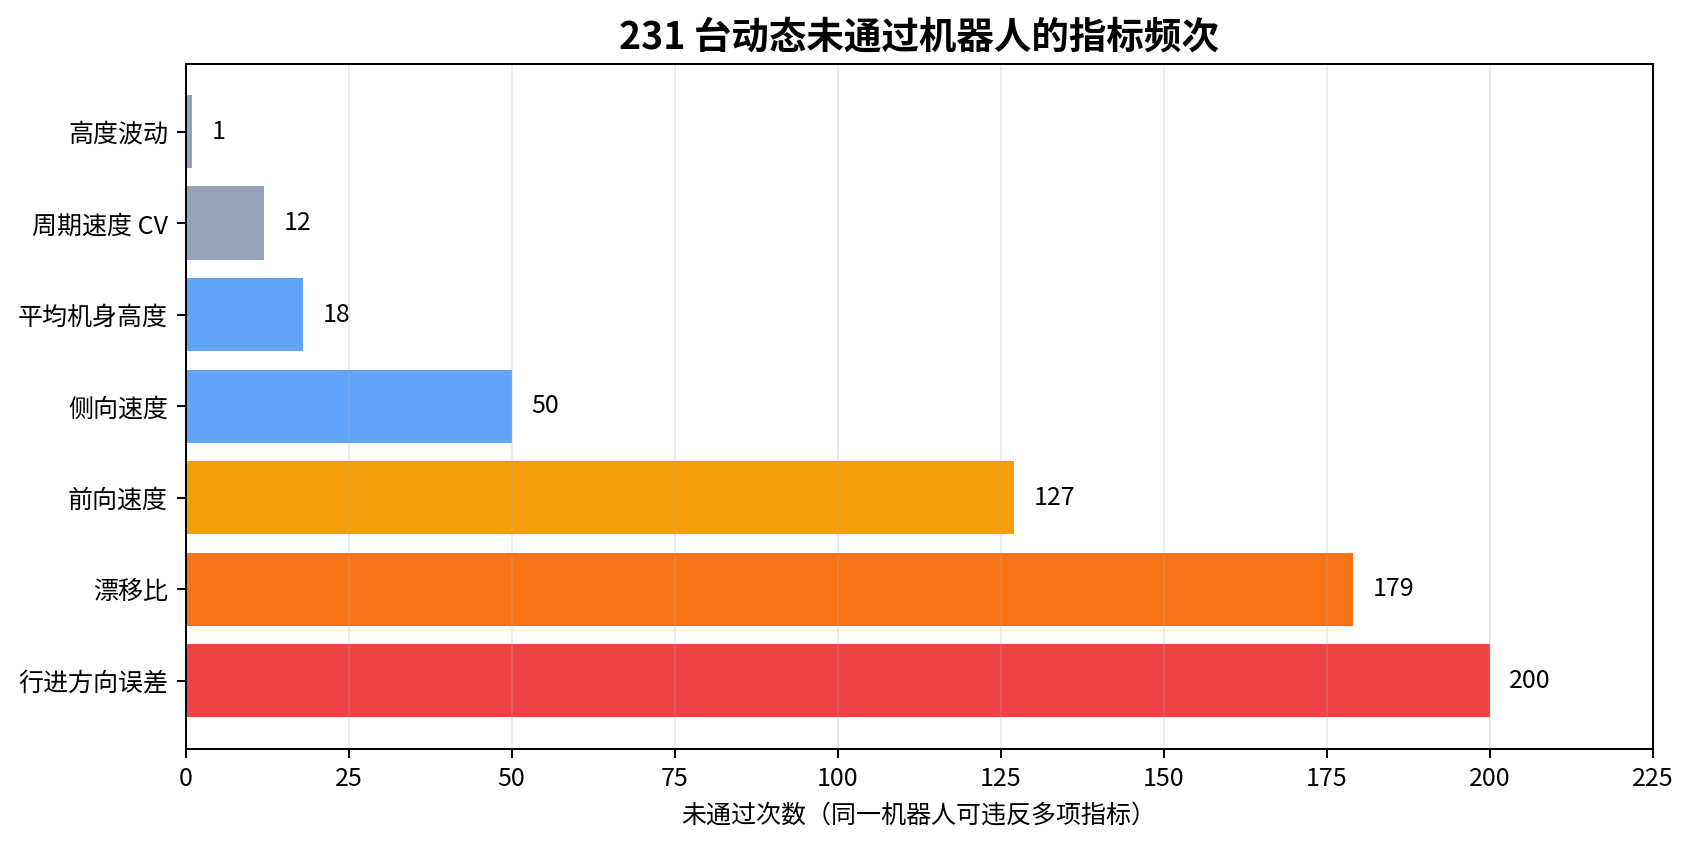 231 台动态未通过机器人的指标频次
高度波动
1
周期速度 CV
12
平均机身高度
18
侧向速度
50
前向速度
127
漂移比
179
行进方向误差
200
0 25 50 75 100 125 150 175 200 225
未通过次数（同一机器人可违反多项指标）